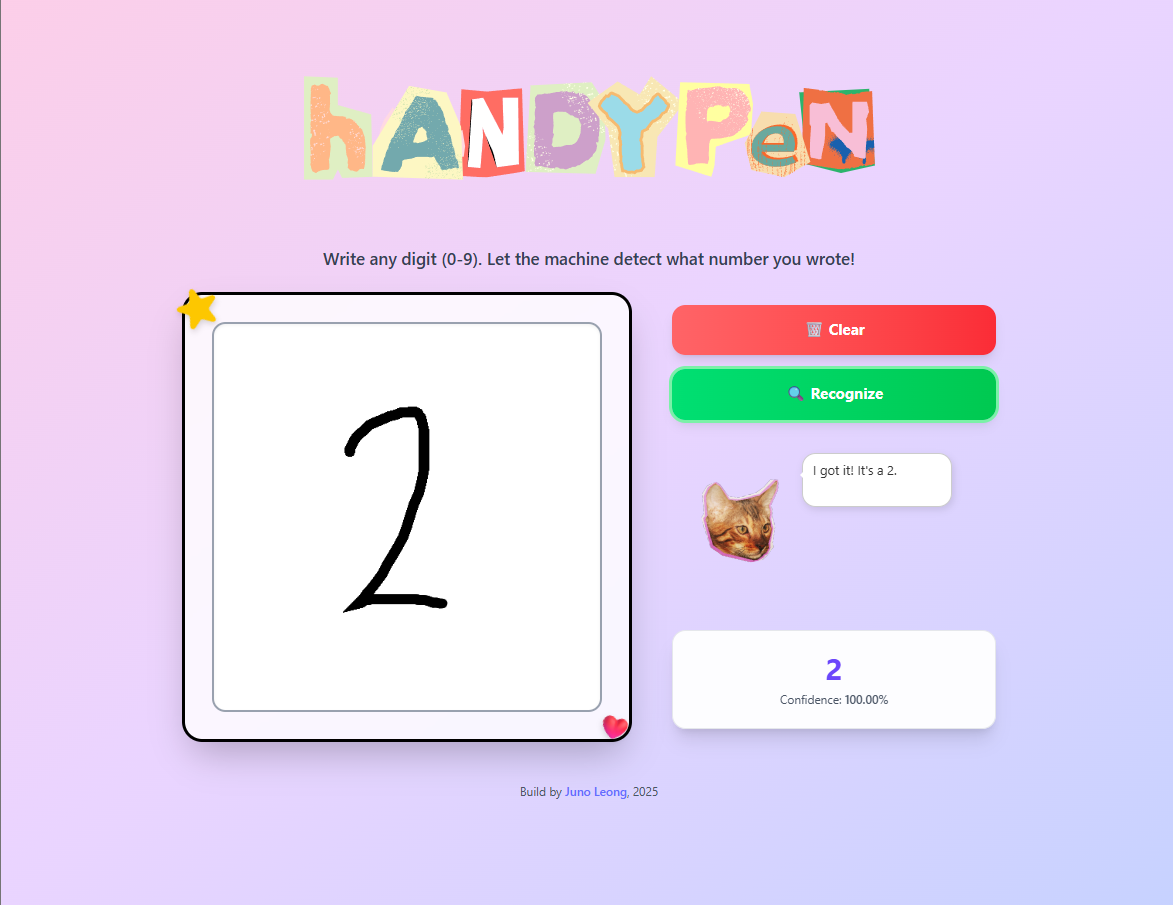 hANDYPeN
Write any digit (0-9). Let the machine detect what number you wrote!
2
Clear
Recognize
I got it! It's a 2.
2
Confidence: 100.00%
Build by Juno Leong, 2025